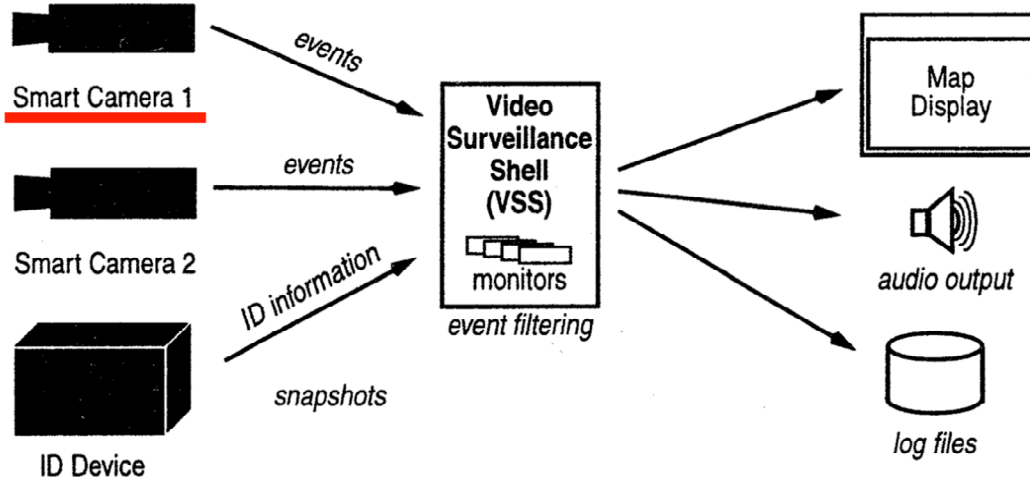 events
Smart Camera 1
events
Smart Camera 2
ID information
snapshots
ID Device
Video
Surveillance
Shell
(VSS)
monitors
event filtering
Map
Display
audio output
log files